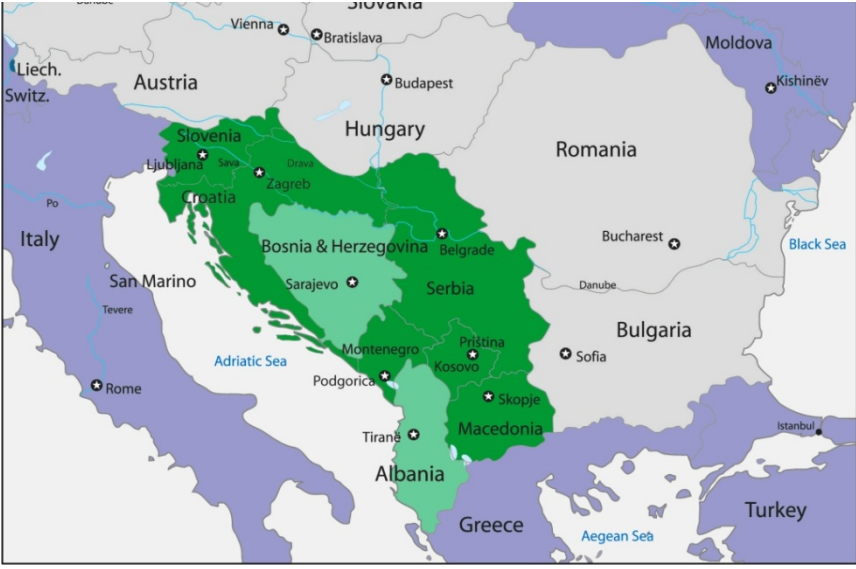 Slovakia
Danube
Vienna
Bratislava
Moldova
Liech.
Switz.
Austria
Budapest
Kishinëv
Hungary
Romania
Slovenia
Ljubljana
Sava
Drava
Zagreb
Croatia
Po
Italy
Bosnia & Herzegovina
Belgrade
Bucharest
Black Sea
San Marino
Sarajevo
Serbia
Danube
Tevere
Bulgaria
Adriatic Sea
Montenegro
Priština
Kosovo
Sofia
Podgorica
Rome
Skopje
Macedonia
Istanbul
Tiranë
Albania
Greece
Aegean Sea
Turkey